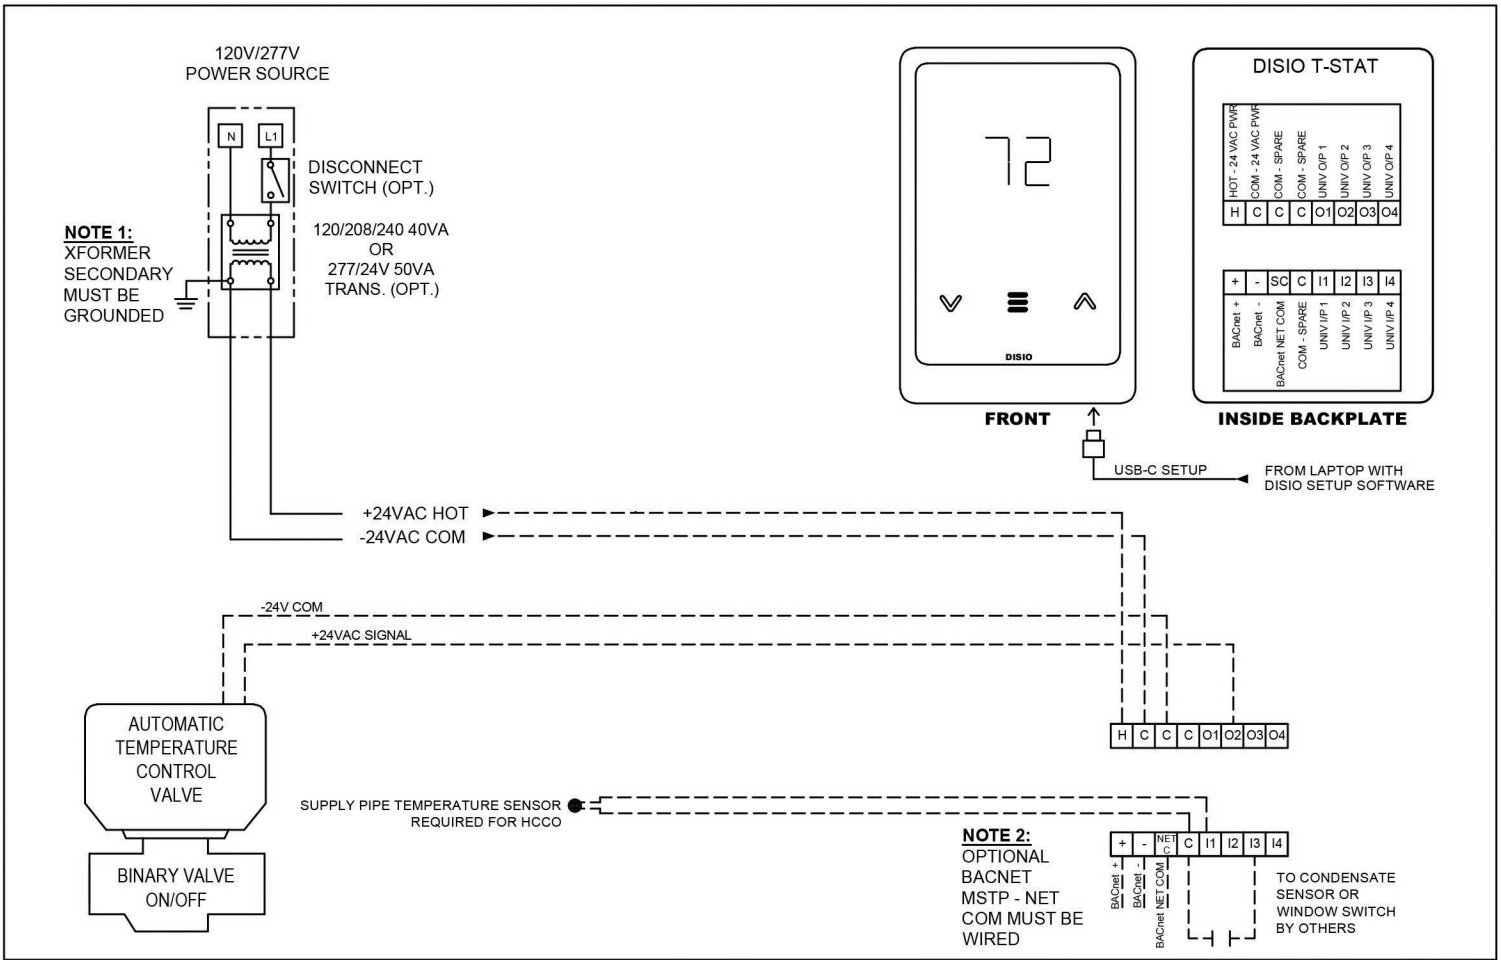 120V/277V
POWER SOURCE
N
L1
DISCONNECT
SWITCH (OPT.)
NOTE 1:
XFORMER
SECONDARY
MUST BE
GROUNDED
120/208/240 40VA
OR
277/24V 50VA
TRANS. (OPT.)
72
DISIO
FRONT
DISIO T-STAT
HOT - 24 VAC PWR
COM - 24 VAC PWR
COM - SPARE
COM - SPARE
UNIV O/P 1
UNIV O/P 2
UNIV O/P 3
UNIV O/P 4
H C C C O1 O2 O3 O4
+ - SC C I1 I2 I3 I4
BACnet +
BACnet -
BACnet NET COM
COM - SPARE
UNIV I/P 1
UNIV I/P 2
UNIV I/P 3
UNIV I/P 4
INSIDE BACKPLATE
USB-C SETUP
FROM LAPTOP WITH
DISIO SETUP SOFTWARE
+24VAC HOT
-24VAC COM
-24V COM
+24VAC SIGNAL
AUTOMATIC
TEMPERATURE
CONTROL
VALVE
BINARY VALVE
ON/OFF
H C C C O1 O2 O3 O4
SUPPLY PIPE TEMPERATURE SENSOR
REQUIRED FOR HCCO
NOTE 2:
OPTIONAL
BACNET
MSTP - NET
COM MUST BE
WIRED
+ - NET C C I1 I2 I3 I4
BACnet +
BACnet -
BACnet NET COM
TO CONDENSATE
SENSOR OR
WINDOW SWITCH
BY OTHERS